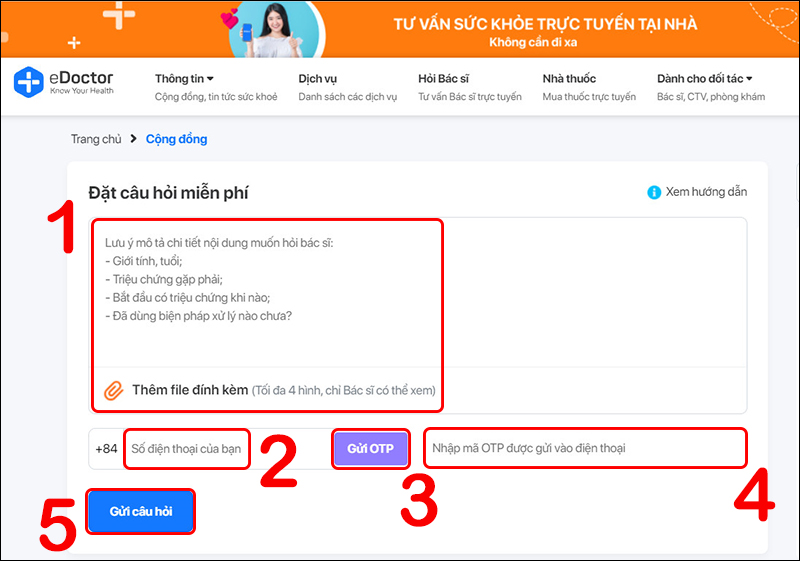 TƯ VẤN SỨC KHỎE TRỰC TUYẾN TẠI NHÀ
Không cần đi xa
eDoctor
Know Your Health
Thông tin
Cộng đồng, tin tức sức khoẻ
Dịch vụ
Danh sách các dịch vụ
Hỏi Bác sĩ
Tư vấn Bác sĩ trực tuyến
Nhà thuốc
Mua thuốc trực tuyến
Dành cho đối tác
Bác sĩ, CTV, phòng khám
Trang chủ > Cộng đồng
Đặt câu hỏi miễn phí
Xem hướng dẫn
1
Lưu ý mô tả chi tiết nội dung muốn hỏi bác sĩ:
- Giới tính, tuổi;
- Triệu chứng gặp phải;
- Bắt đầu có triệu chứng khi nào;
- Đã dùng biện pháp xử lý nào chưa?
Thêm file đính kèm (Tối đa 4 hình, chỉ Bác sĩ có thể xem)
+84 Số điện thoại của bạn
2
Gửi OTP
3
Nhập mã OTP được gửi vào điện thoại
4
5
Gửi câu hỏi